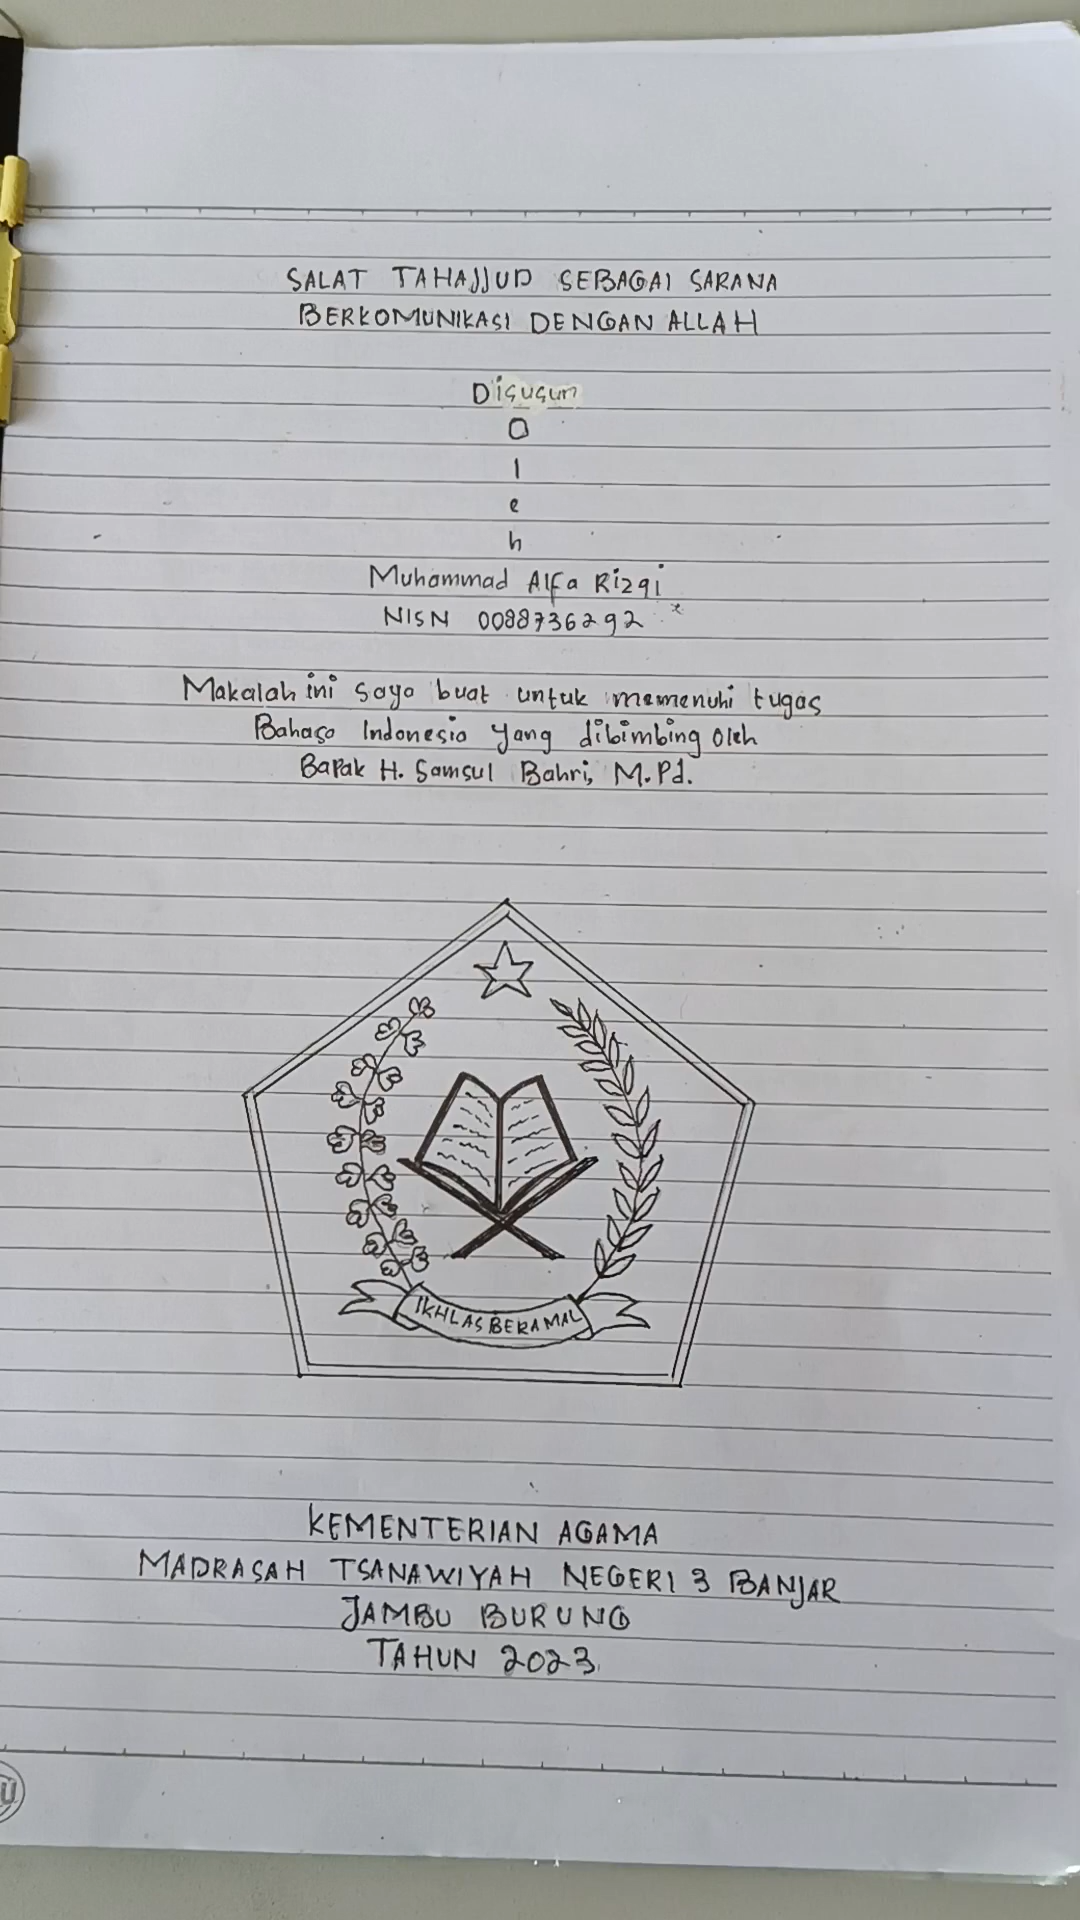 SALAT TAHAJJUD SEBAGAI SARANA
BERKOMUNIKASI DENGAN ALLAH
Disusun
O
l
e
h
Muhammad Alfa Rizqi
NISN 0088736292
Makalah ini saya buat untuk memenuhi tugas
Bahasa Indonesia yang dibimbing oleh
Bapak H. Samsul Bahri, M.Pd.
IKHLAS BERAMAL
KEMENTERIAN AGAMA
MADRASAH TSANAWIYAH NEGERI 3 BANJAR
JAMBU BURUNG
TAHUN 2023